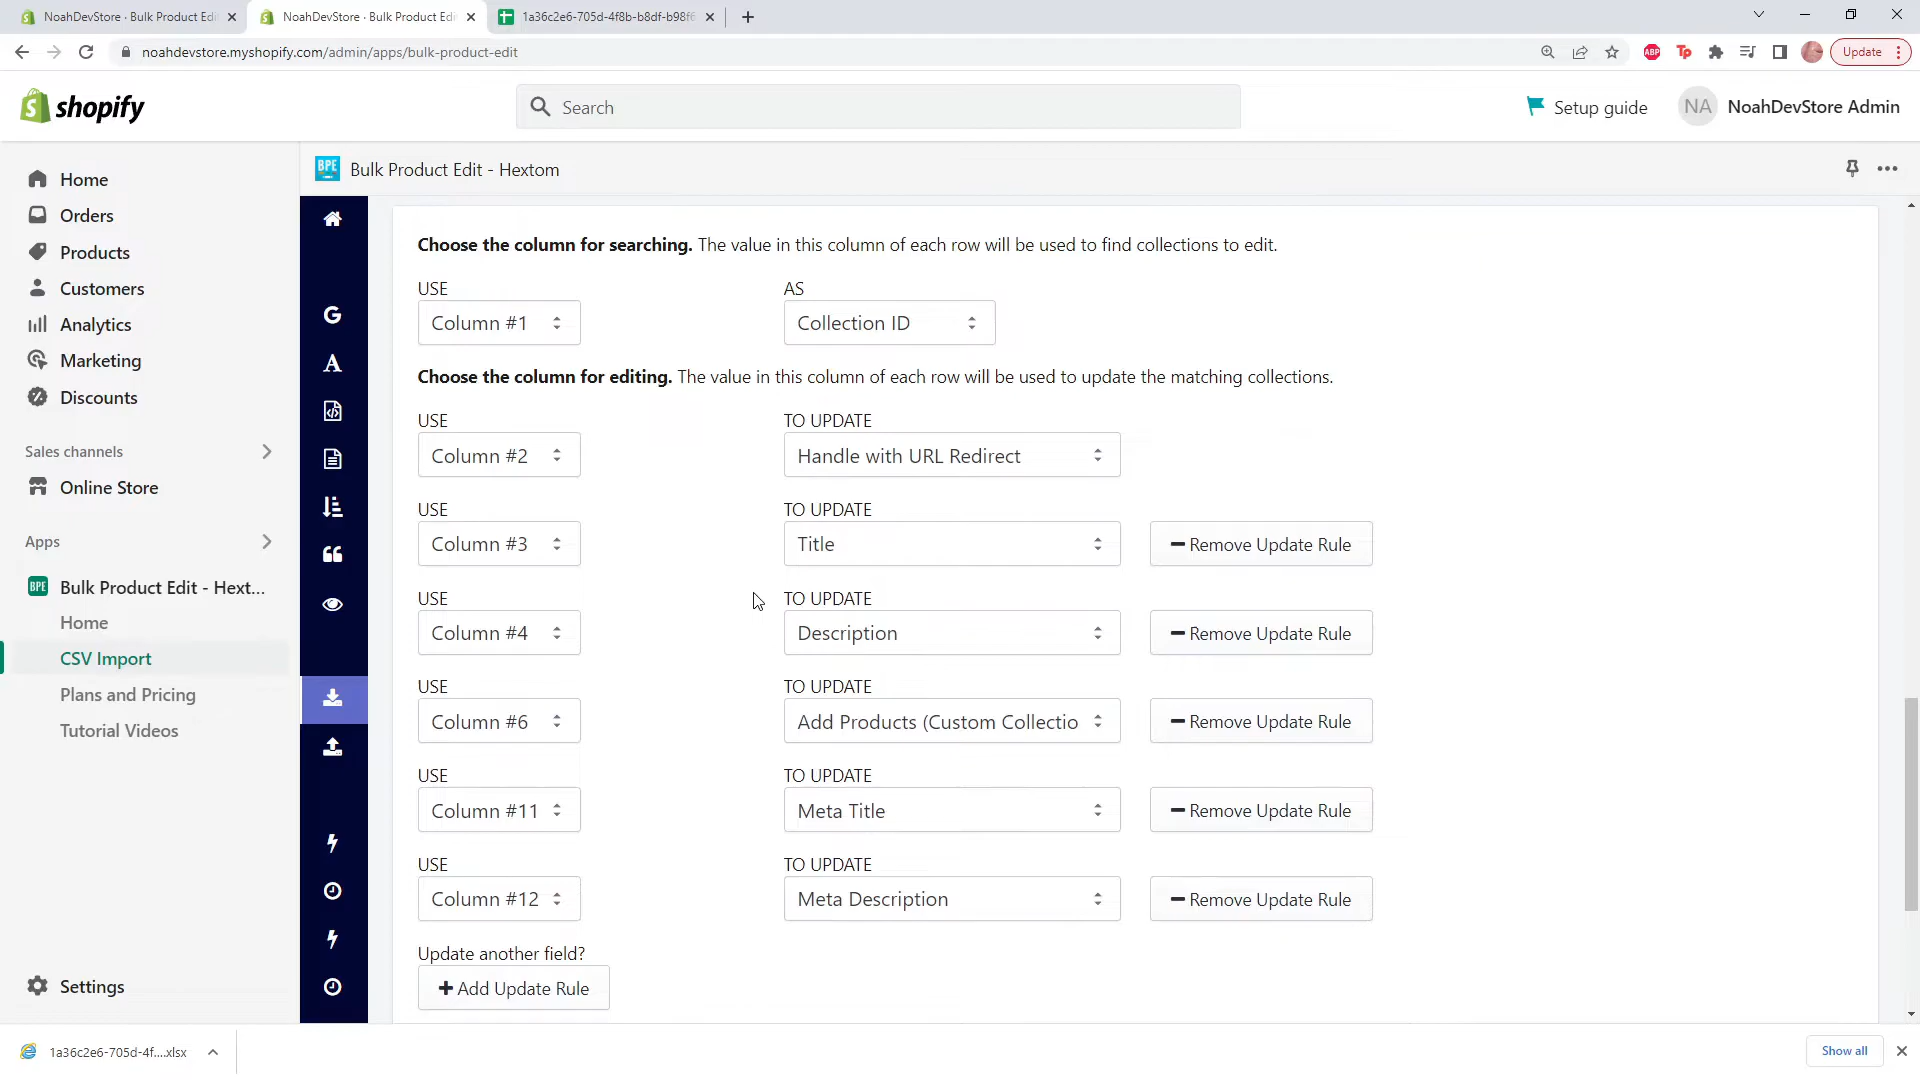 NoahDevStore · Bulk Product Edi
NoahDevStore · Bulk Product Edi
1a36c2e6-705d-4f8b-b8df-b98f6
noahdevstore.myshopify.com/admin/apps/bulk-product-edit
ABP
Tp
Update
shopify
Search
Setup guide
NA
NoahDevStore Admin
BPE
Bulk Product Edit - Hextom
Home
Orders
Products
Customers
Analytics
Marketing
Discounts
Sales channels
Online Store
Apps
BPE
Bulk Product Edit - Hext...
Home
CSV Import
Plans and Pricing
Tutorial Videos
Settings
G
A
Choose the column for searching. The value in this column of each row will be used to find collections to edit.
USE
AS
Column #1
Collection ID
Choose the column for editing. The value in this column of each row will be used to update the matching collections.
USE
TO UPDATE
Column #2
Handle with URL Redirect
USE
TO UPDATE
Column #3
Title
Remove Update Rule
USE
TO UPDATE
Column #4
Description
Remove Update Rule
USE
TO UPDATE
Column #6
Add Products (Custom Collectio
Remove Update Rule
USE
TO UPDATE
Column #11
Meta Title
Remove Update Rule
USE
TO UPDATE
Column #12
Meta Description
Remove Update Rule
Update another field?
+ Add Update Rule
1a36c2e6-705d-4f....xlsx
Show all